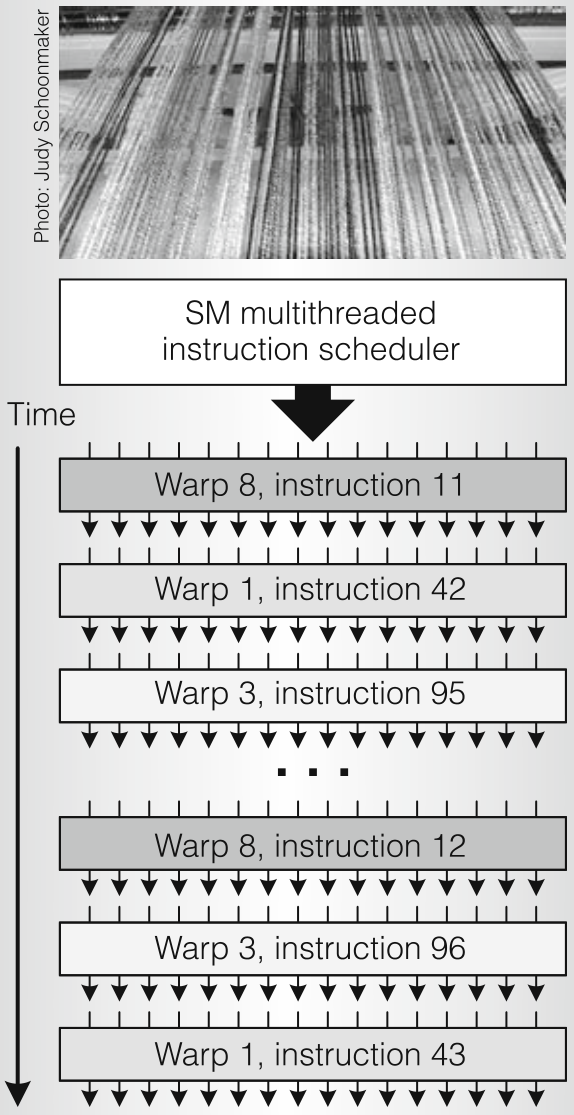 Photo: Judy Schoonmaker
SM multithreaded
instruction scheduler
Time
Warp 8, instruction 11
Warp 1, instruction 42
Warp 3, instruction 95
. . .
Warp 8, instruction 12
Warp 3, instruction 96
Warp 1, instruction 43